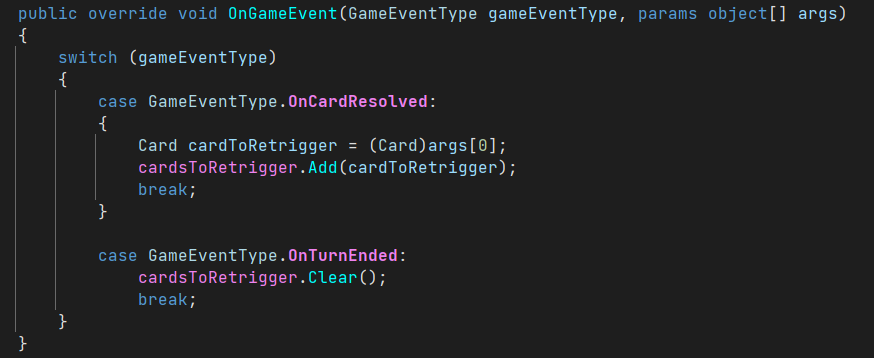 public override void OnGameEvent(GameEventType gameEventType, params object[] args)
{
    switch (gameEventType)
    {
        case GameEventType.OnCardResolved:
        {
            Card cardToRetrigger = (Card)args[0];
            cardsToRetrigger.Add(cardToRetrigger);
            break;
        }

        case GameEventType.OnTurnEnded:
            cardsToRetrigger.Clear();
            break;
    }
}